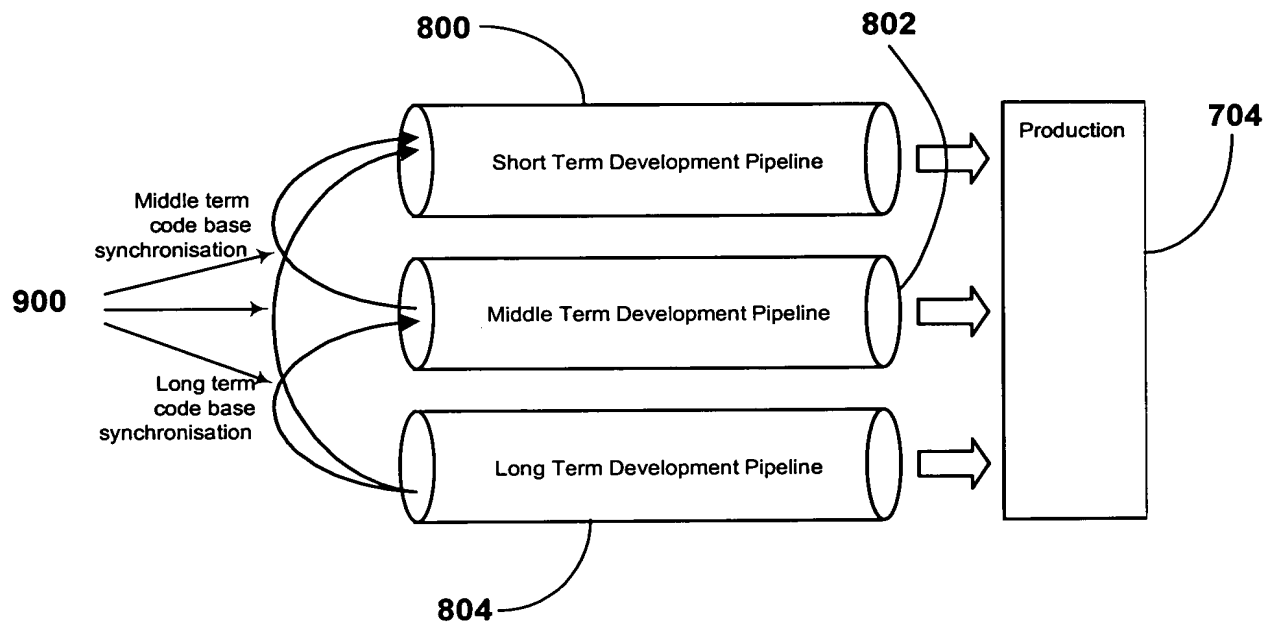 800
802
Production
704
Short Term Development Pipeline
Middle term
code base
synchronisation
900
Middle Term Development Pipeline
Long term
code base
synchronisation
Long Term Development Pipeline
804